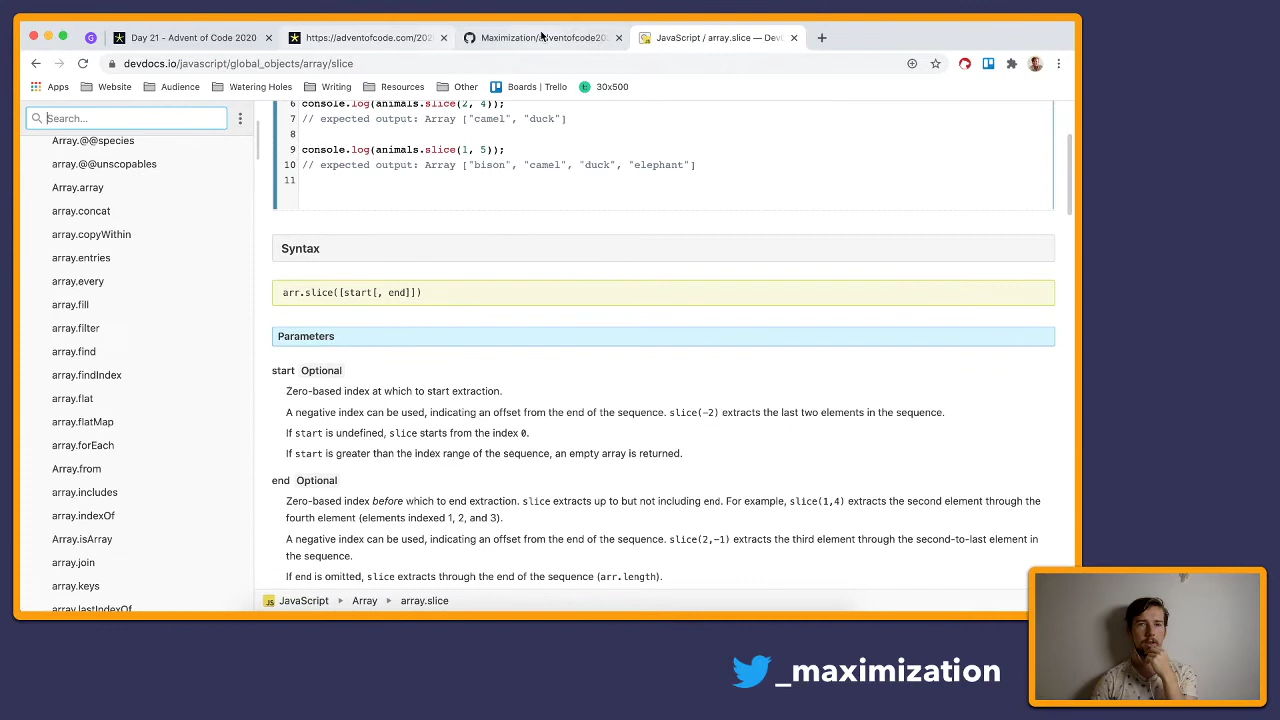 Day 21 - Advent of Code 2020
https://adventofcode.com/202
Maximization/adventofcode202
JavaScript / array.slice — Dev
devdocs.io/javascript/global_objects/array/slice
Apps Website Audience Watering Holes Writing Resources Other Boards | Trello 30x500
Search...
Array.@@species
Array.@@unscopables
Array.array
array.concat
array.copyWithin
array.entries
array.every
array.fill
array.filter
array.find
array.findIndex
array.flat
array.flatMap
array.forEach
Array.from
array.includes
array.indexOf
Array.isArray
array.join
array.keys
array.lastIndexOf
6 console.log(animals.slice(2, 4));
7 // expected output: Array ["camel", "duck"]
8
9 console.log(animals.slice(1, 5));
10 // expected output: Array ["bison", "camel", "duck", "elephant"]
11
Syntax
arr.slice([start[, end]])
Parameters
start Optional
Zero-based index at which to start extraction.
A negative index can be used, indicating an offset from the end of the sequence. slice(-2) extracts the last two elements in the sequence.
If start is undefined, slice starts from the index 0.
If start is greater than the index range of the sequence, an empty array is returned.
end Optional
Zero-based index before which to end extraction. slice extracts up to but not including end. For example, slice(1,4) extracts the second element through the
fourth element (elements indexed 1, 2, and 3).
A negative index can be used, indicating an offset from the end of the sequence. slice(2,-1) extracts the third element through the second-to-last element in
the sequence.
If end is omitted, slice extracts through the end of the sequence (arr.length).
JS JavaScript Array array.slice
_maximization